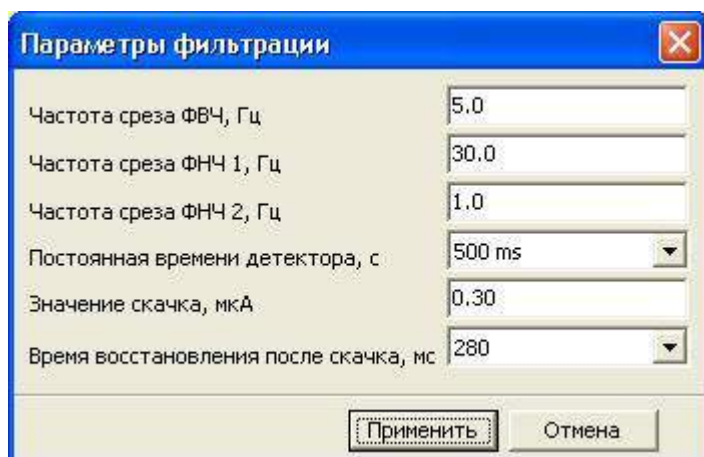 Параметры фильтрации
Частота среза ФВЧ, Гц 5.0
Частота среза ФНЧ 1, Гц 30.0
Частота среза ФНЧ 2, Гц 1.0
Постоянная времени детектора, с 500 ms
Значение скачка, мкА 0.30
Время восстановления после скачка, мс 280
Применить Отмена